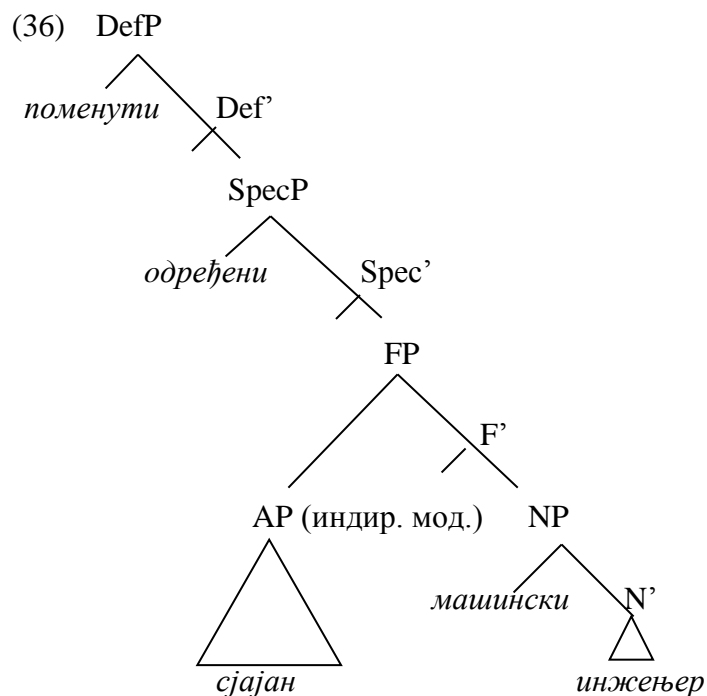 (36) DefP
поменути Def’
SpecP
одређени Spec’
FP
F’
AP (индир. мод.) NP
машински N’
сјајан инжењер